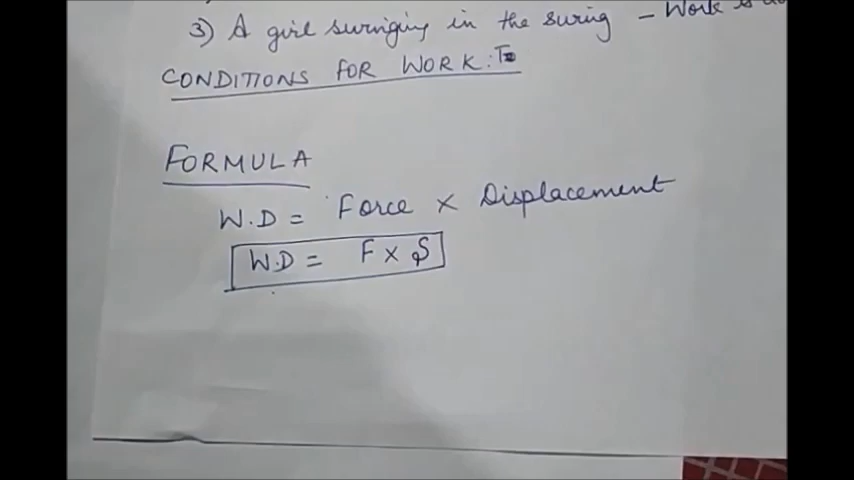 3) A girl swinging in the swing - Work is
CONDITIONS FOR WORK:
FORMULA
W.D = Force × Displacement
W.D = F × S